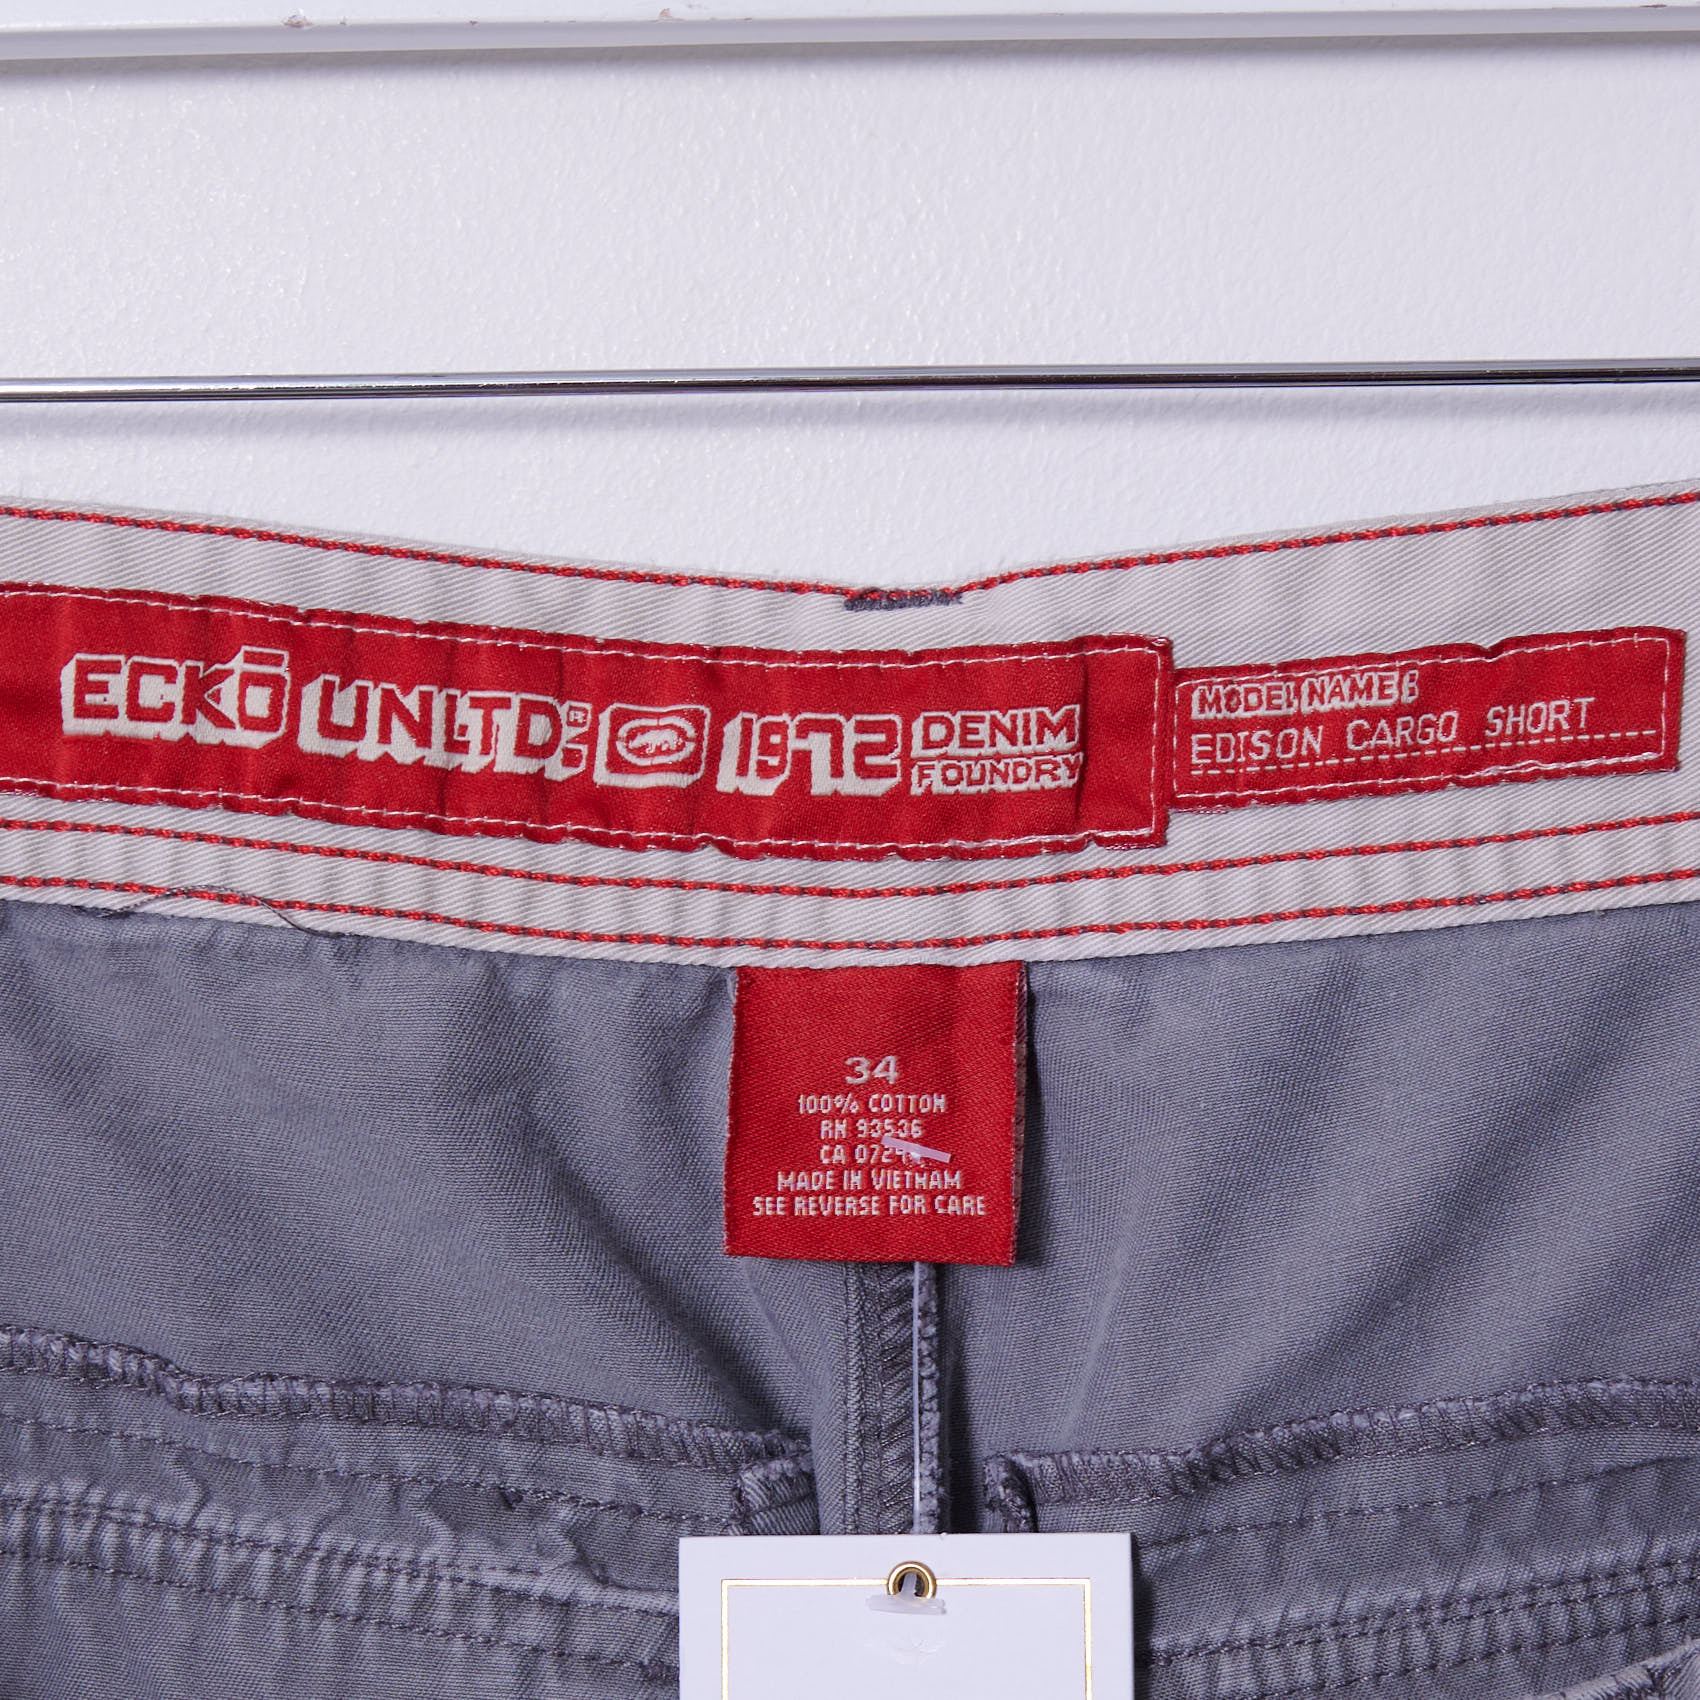 ECKŌ UNLTD.® 1972 DENIM FOUNDRY
MODEL NAME:
EDISON CARGO SHORT
34
100% COTTON
RN 93536
CA
MADE IN VIETNAM
SEE REVERSE FOR CARE